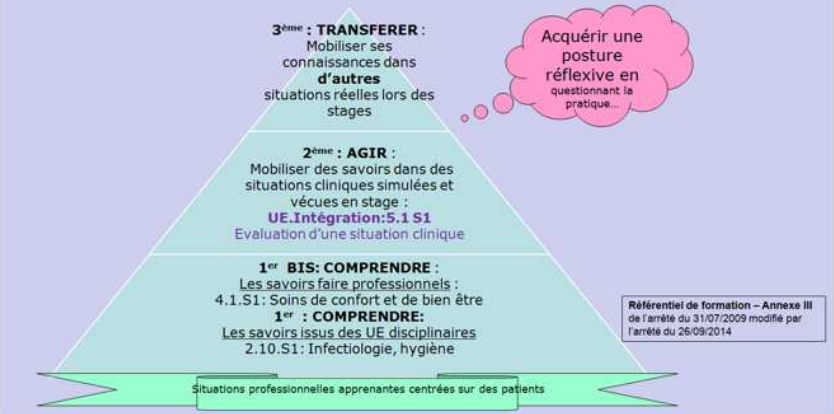 3ème : TRANSFERER :
Mobiliser ses
connaissances dans
d'autres
situations réelles lors des
stages
Acquérir une
posture
réflexive en
questionnant la
pratique...
2ème : AGIR :
Mobiliser des savoirs dans des
situations cliniques simulées et
vécues en stage :
UE.Intégration:5.1 S1
Evaluation d'une situation clinique
1er BIS: COMPRENDRE :
Les savoirs faire professionnels :
4.1.S1: Soins de confort et de bien être
1er : COMPRENDRE:
Les savoirs issus des UE disciplinaires
2.10.S1: Infectiologie, hygiène
Référentiel de formation – Annexe III
de l'arrêté du 31/07/2009 modifié par
l'arrêté du 26/09/2014
Situations professionnelles apprenantes centrées sur des patients